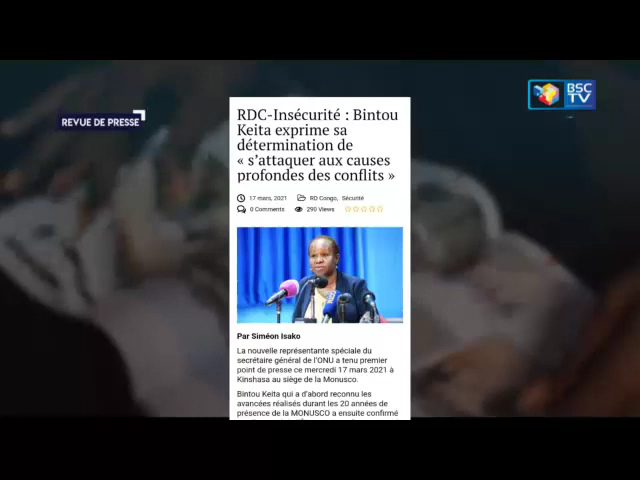 REVUE DE PRESSE
BSC
TV
RDC-Insécurité : Bintou
Keita exprime sa
détermination de
« s’attaquer aux causes
profondes des conflits »
17 mars, 2021 RD Congo, Sécurité
0 Comments 290 Views
Par Siméon Isako
La nouvelle représentante spéciale du
secrétaire général de l’ONU a tenu premier
point de presse ce mercredi 17 mars 2021 à
Kinshasa au siège de la Monusco.
Bintou Keita qui a d’abord reconnu les
avancées réalisés durant les 20 années de
présence de la MONUSCO a ensuite confirmé